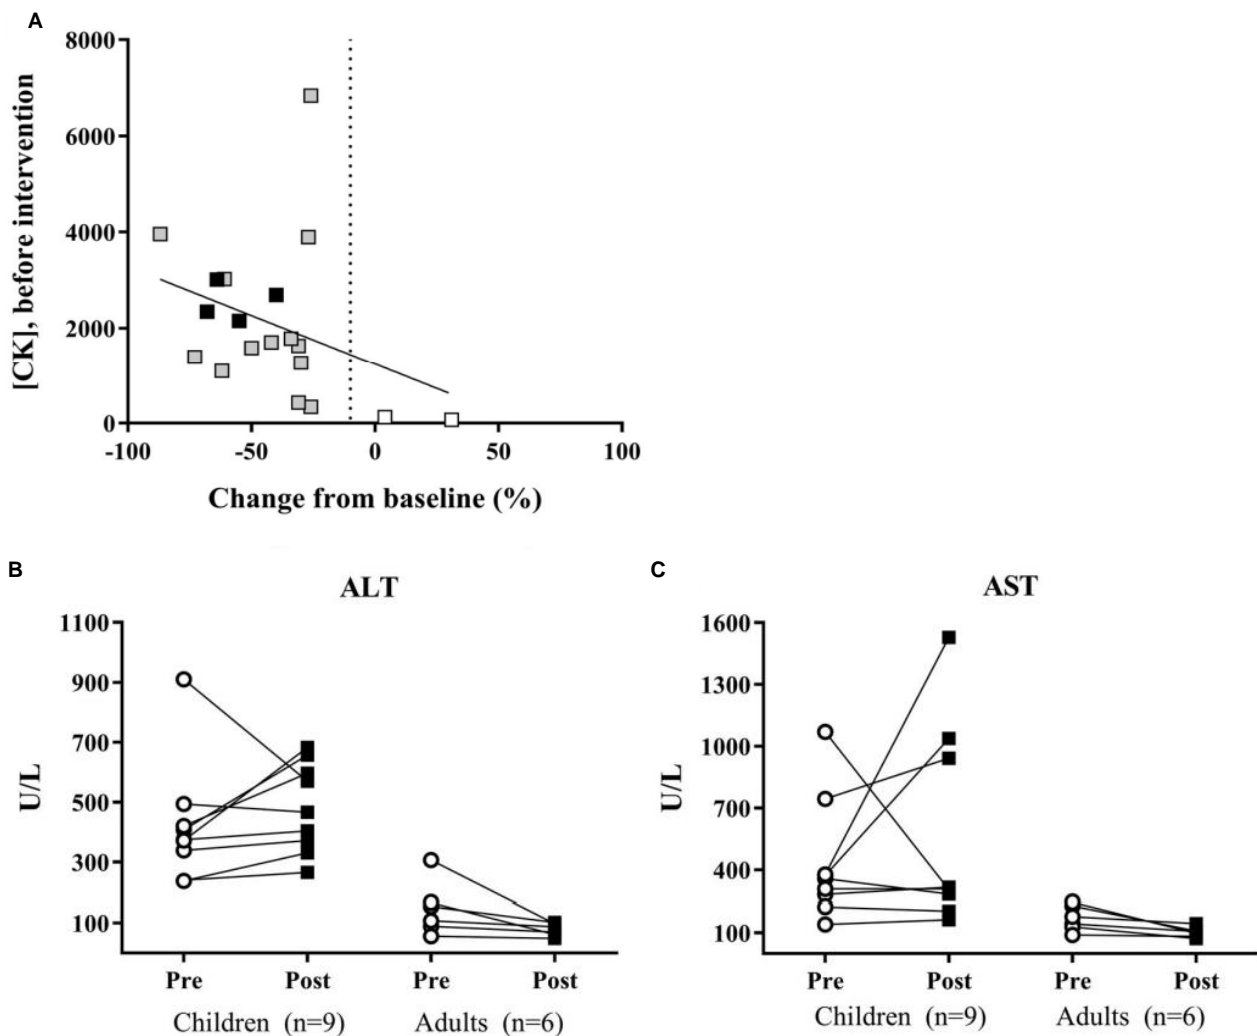 A
[CK], before intervention
8000
6000
4000
2000
0
-100 -50 0 50 100
Change from baseline (%)
B
ALT
U/L
1100
900
700
500
300
100
Pre Post Pre Post
Children (n=9) Adults (n=6)
C
AST
U/L
1600
1300
1000
700
400
100
Pre Post Pre Post
Children (n=9) Adults (n=6)